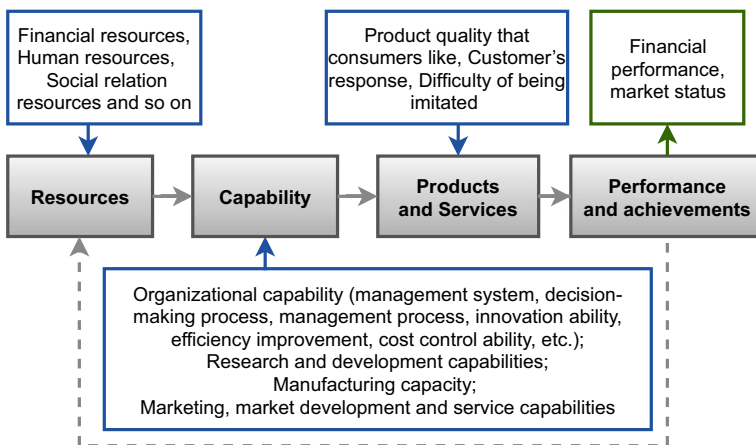 Financial resources,
Human resources,
Social relation
resources and so on
Product quality that
consumers like, Customer's
response, Difficulty of being
imitated
Financial
performance,
market status
Resources
Capability
Products
and Services
Performance
and achievements
Organizational capability (management system, decision-
making process, management process, innovation ability,
efficiency improvement, cost control ability, etc.);
Research and development capabilities;
Manufacturing capacity;
Marketing, market development and service capabilities